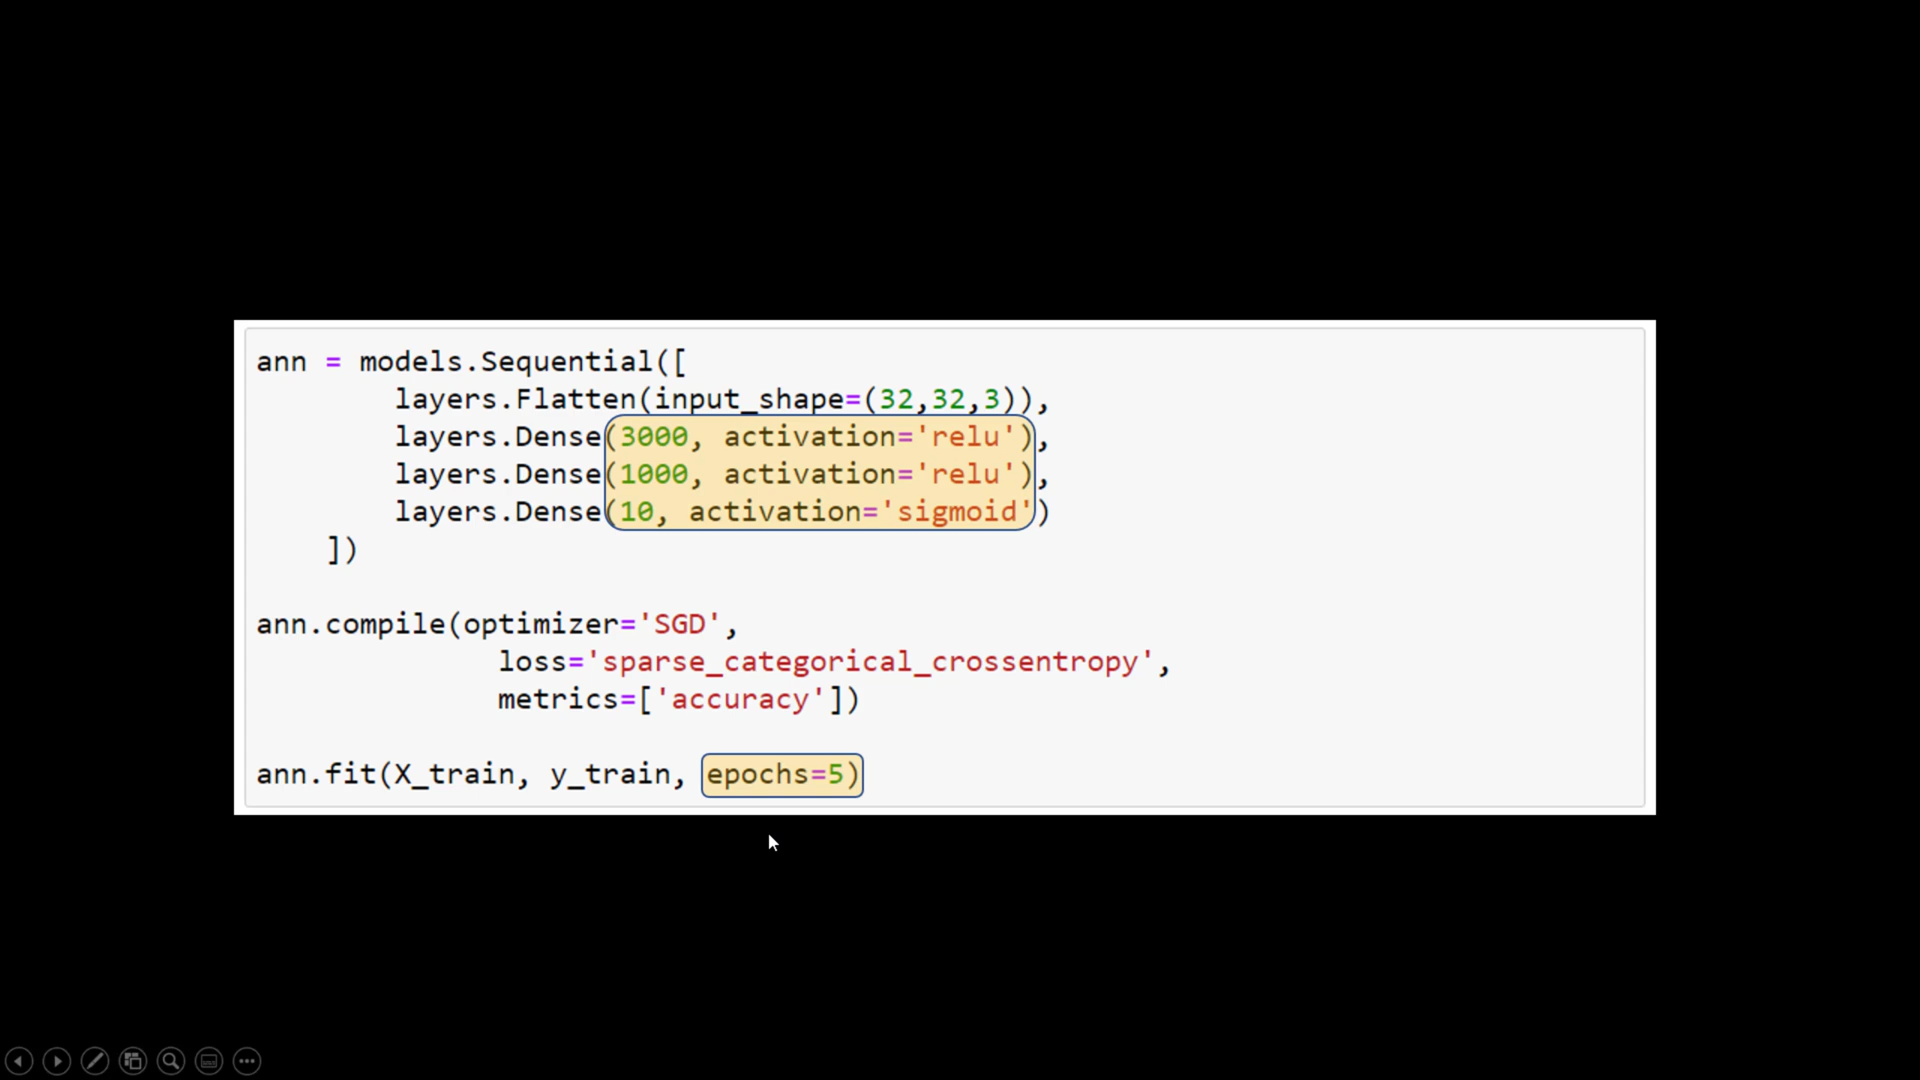 ann = models.Sequential([
        layers.Flatten(input_shape=(32,32,3)),
        layers.Dense(3000, activation='relu'),
        layers.Dense(1000, activation='relu'),
        layers.Dense(10, activation='sigmoid')
    ])
ann.compile(optimizer='SGD',
              loss='sparse_categorical_crossentropy',
              metrics=['accuracy'])
ann.fit(X_train, y_train, epochs=5)